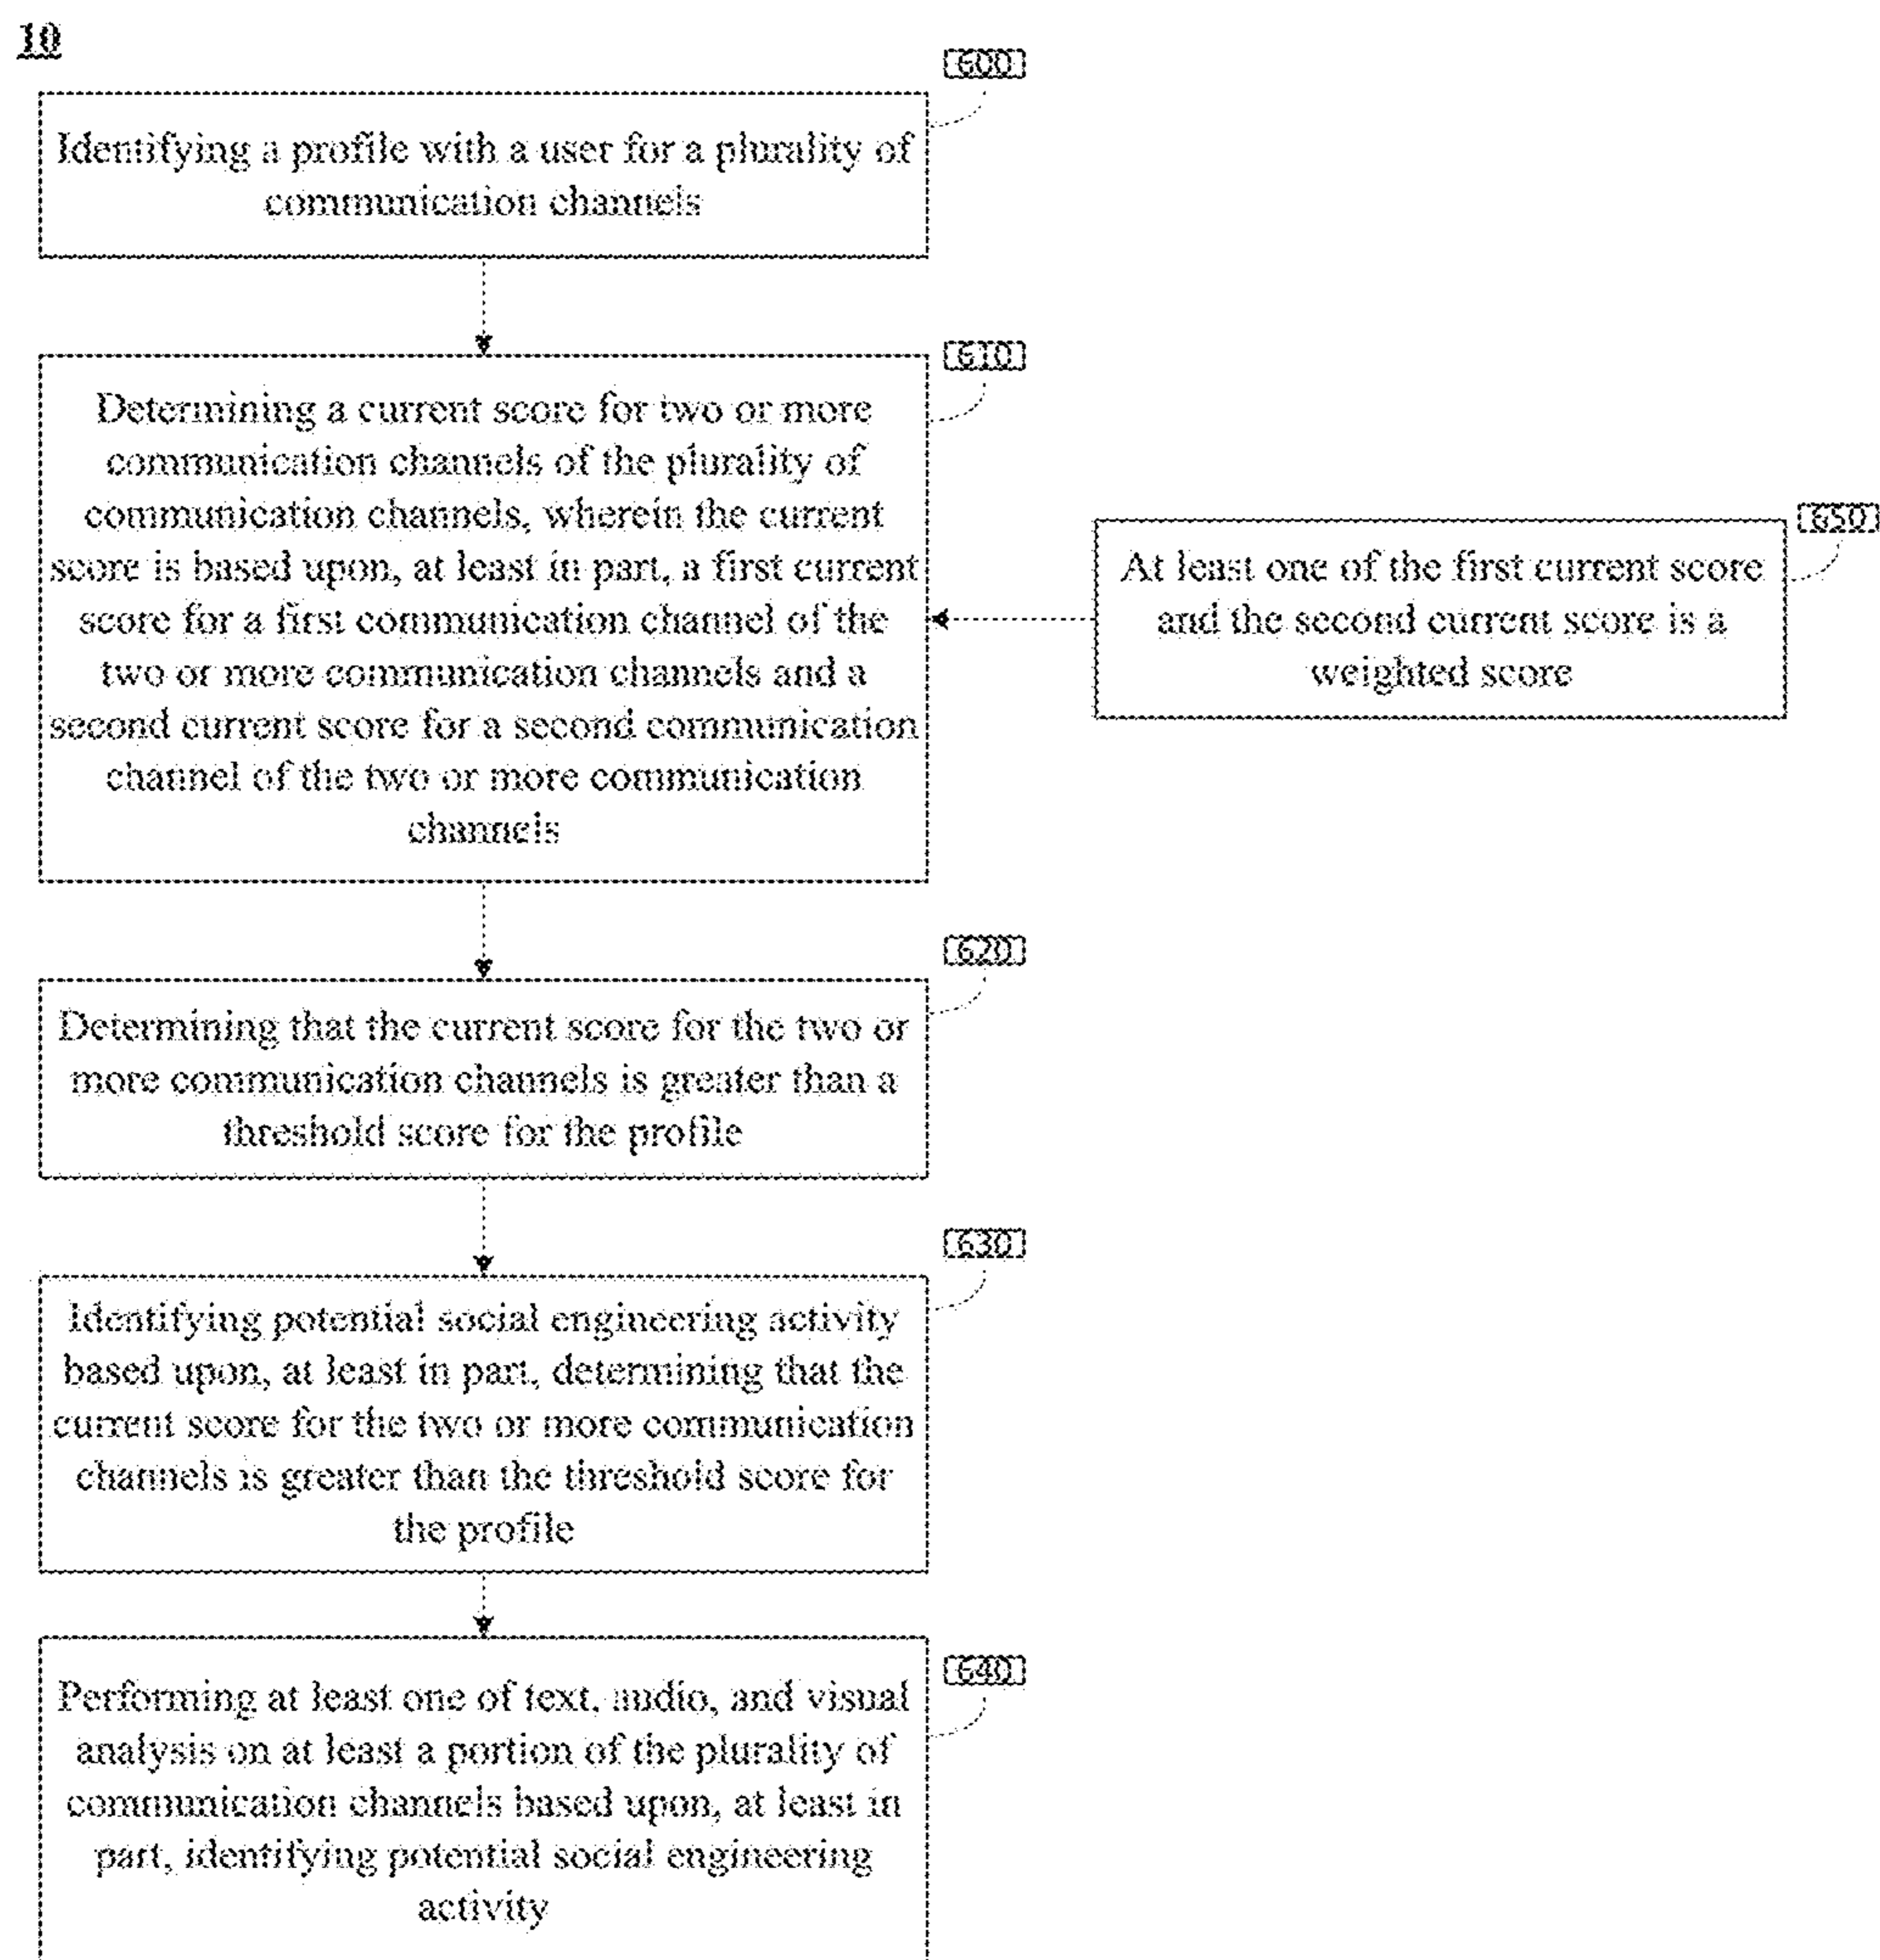 10
600
Identifying a profile with a user for a plurality of
communication channels
610
Determining a current score for two or more
communication channels of the plurality of
communication channels, wherein the current
score is based upon, at least in part, a first current
score for a first communication channel of the
two or more communication channels and a
second current score for a second communication
channel of the two or more communication
channels
650
At least one of the first current score
and the second current score is a
weighted score
620
Determining that the current score for the two or
more communication channels is greater than a
threshold score for the profile
630
Identifying potential social engineering activity
based upon, at least in part, determining that the
current score for the two or more communication
channels is greater than the threshold score for
the profile
640
Performing at least one of text, audio, and visual
analysis on at least a portion of the plurality of
communication channels based upon, at least in
part, identifying potential social engineering
activity